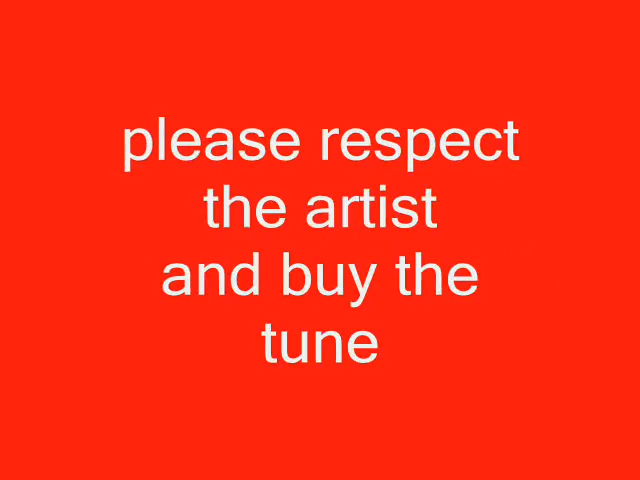 please respect
the artist
and buy the
tune